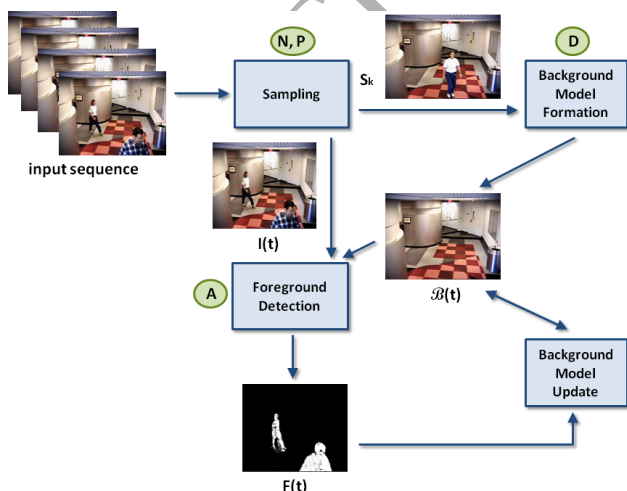 N, P
D
Sampling
Sk
Background
Model
Formation
input sequence
I(t)
A
Foreground
Detection
ℬ(t)
Background
Model
Update
F(t)